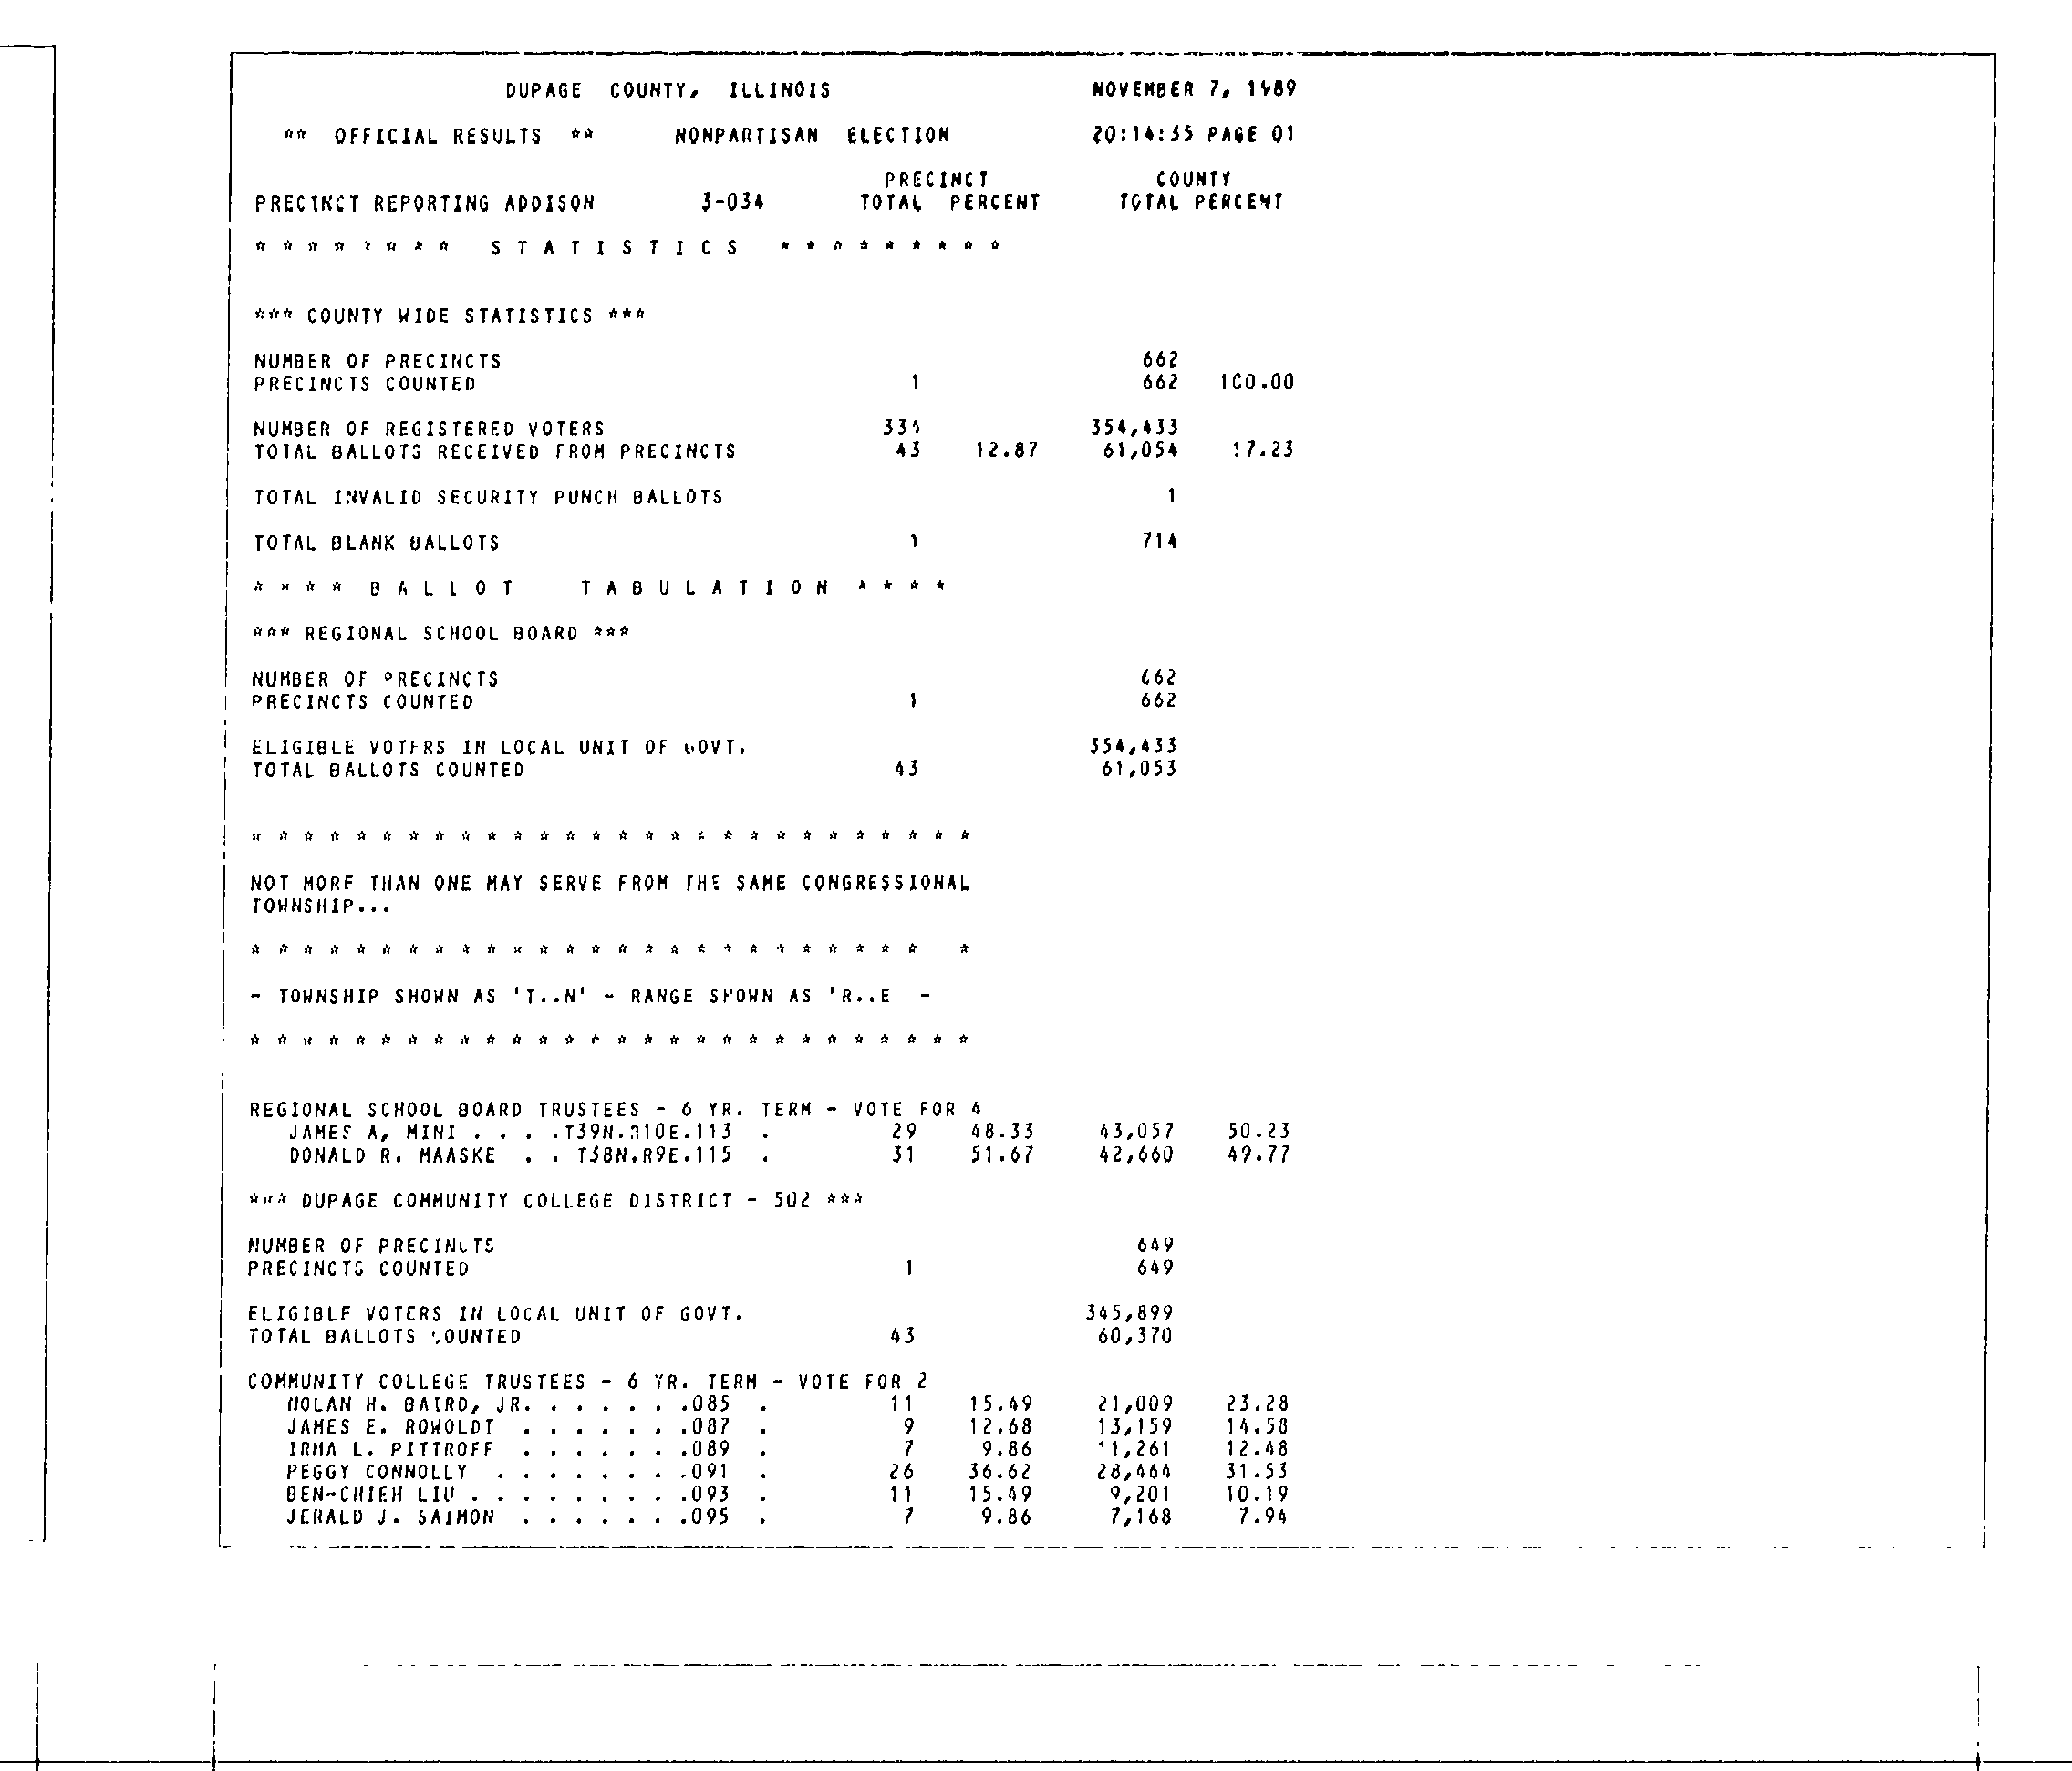 DUPAGE COUNTY, ILLINOIS NOVEMBER 7, 1989
** OFFICIAL RESULTS ** NONPARTISAN ELECTION 20:14:35 PAGE 01
PRECINCT COUNTY
PRECINCT REPORTING ADDISON 3-034 TOTAL PERCENT TOTAL PERCENT
* * * * * * * * S T A T I S T I C S * * * * * * * * *
*** COUNTY WIDE STATISTICS ***
NUMBER OF PRECINCTS 662
PRECINCTS COUNTED 1 662 100.00
NUMBER OF REGISTERED VOTERS 334 354,433
TOTAL BALLOTS RECEIVED FROM PRECINCTS 43 12.87 61,054 17.23
TOTAL INVALID SECURITY PUNCH BALLOTS 1
TOTAL BLANK BALLOTS 1 714
* * * * B A L L O T T A B U L A T I O N * * * *
*** REGIONAL SCHOOL BOARD ***
NUMBER OF PRECINCTS 662
PRECINCTS COUNTED 1 662
ELIGIBLE VOTERS IN LOCAL UNIT OF GOVT. 354,433
TOTAL BALLOTS COUNTED 43 61,053
* * * * * * * * * * * * * * * * * * * * * * * * * * * *
NOT MORE THAN ONE MAY SERVE FROM THE SAME CONGRESSIONAL
TOWNSHIP...
* * * * * * * * * * * * * * * * * * * * * * * * * * *
- TOWNSHIP SHOWN AS 'T..N' - RANGE SHOWN AS 'R..E -
* * * * * * * * * * * * * * * * * * * * * * * * * * * *
REGIONAL SCHOOL BOARD TRUSTEES - 6 YR. TERM - VOTE FOR 4
JAMES A, MINI . . . .T39N.R10E.113 . 29 48.33 43,057 50.23
DONALD R. MAASKE . . T38N.R9E.115 . 31 51.67 42,660 49.77
*** DUPAGE COMMUNITY COLLEGE DISTRICT - 502 ***
NUMBER OF PRECINCTS 649
PRECINCTS COUNTED 1 649
ELIGIBLE VOTERS IN LOCAL UNIT OF GOVT. 345,899
TOTAL BALLOTS COUNTED 43 60,370
COMMUNITY COLLEGE TRUSTEES - 6 YR. TERM - VOTE FOR 2
NOLAN H. BAIRD, JR. . . . . . .085 . 11 15.49 21,009 23.28
JAMES E. ROWOLDT . . . . . . .087 . 9 12.68 13,159 14.58
IRMA L. PITTROFF . . . . . . .089 . 7 9.86 11,261 12.48
PEGGY CONNOLLY . . . . . . . .091 . 26 36.62 28,464 31.53
BEN-CHIEH LIU . . . . . . . . .093 . 11 15.49 9,201 10.19
JERALD J. SAIMON . . . . . . .095 . 7 9.86 7,168 7.94